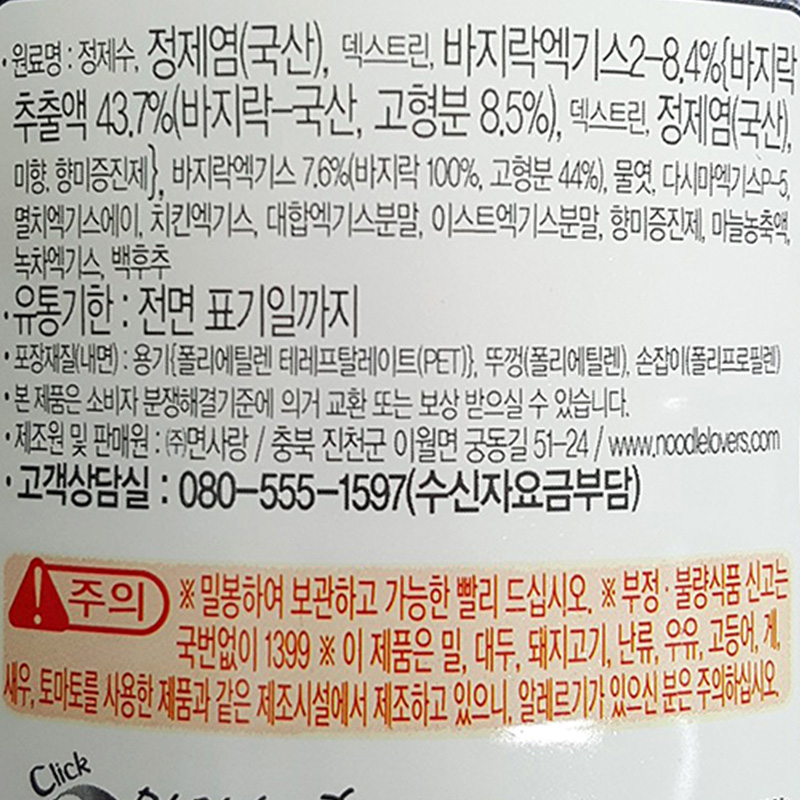 · 원료명 : 정제수, 정제염(국산), 덱스트린, 바지락엑기스2-8.4%{바지락
추출액 43.7%(바지락-국산, 고형분 8.5%), 덱스트린, 정제염(국산),
미향, 향미증진제}, 바지락엑기스 7.6%(바지락 100%, 고형분 44%), 물엿, 다시마엑기스P-5,
멸치엑기스에이, 치킨엑기스, 대합엑기스분말, 이스트엑기스분말, 향미증진제, 마늘농축액,
녹차엑기스, 백후추
· 유통기한 : 전면 표기일까지
· 포장재질(내면) : 용기{폴리에틸렌 테레프탈레이트(PET)}, 뚜껑(폴리에틸렌), 손잡이(폴리프로필렌)
· 본 제품은 소비자 분쟁해결기준에 의거 교환 또는 보상 받으실 수 있습니다.
· 제조원 및 판매원 : ㈜면사랑 / 충북 진천군 이월면 궁동길 51-24 / www.noodlelovers.com
· 고객상담실 : 080-555-1597(수신자요금부담)
주의 ※ 밀봉하여 보관하고 가능한 빨리 드십시오. ※ 부정·불량식품 신고는
국번없이 1399 ※ 이 제품은 밀, 대두, 돼지고기, 난류, 우유, 고등어, 게,
새우, 토마토를 사용한 제품과 같은 제조시설에서 제조하고 있으니, 알레르기가 있으신 분은 주의하십시오.
Click